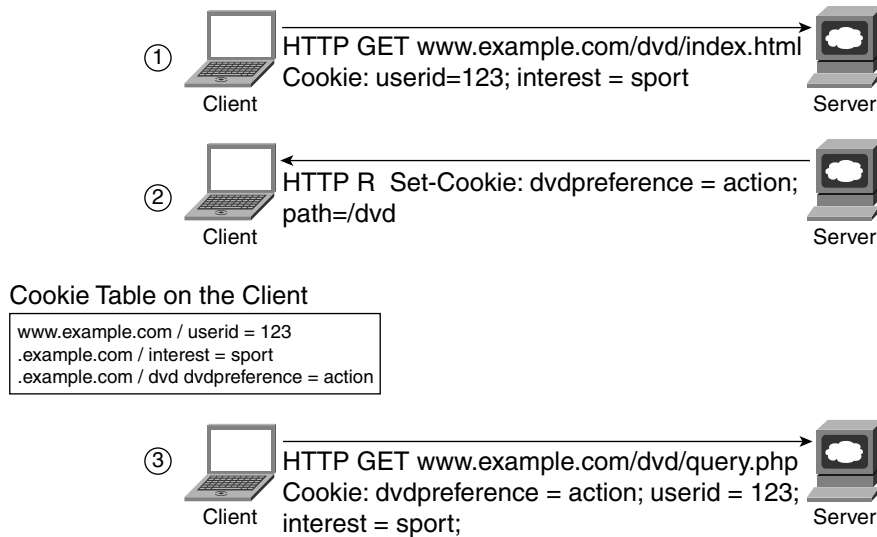 ①
HTTP GET www.example.com/dvd/index.html
Cookie: userid=123; interest = sport
Client
Server
②
HTTP R Set-Cookie: dvdpreference = action;
path=/dvd
Client
Server
Cookie Table on the Client
www.example.com / userid = 123
.example.com / interest = sport
.example.com / dvd dvdpreference = action
③
HTTP GET www.example.com/dvd/query.php
Cookie: dvdpreference = action; userid = 123;
interest = sport;
Client
Server